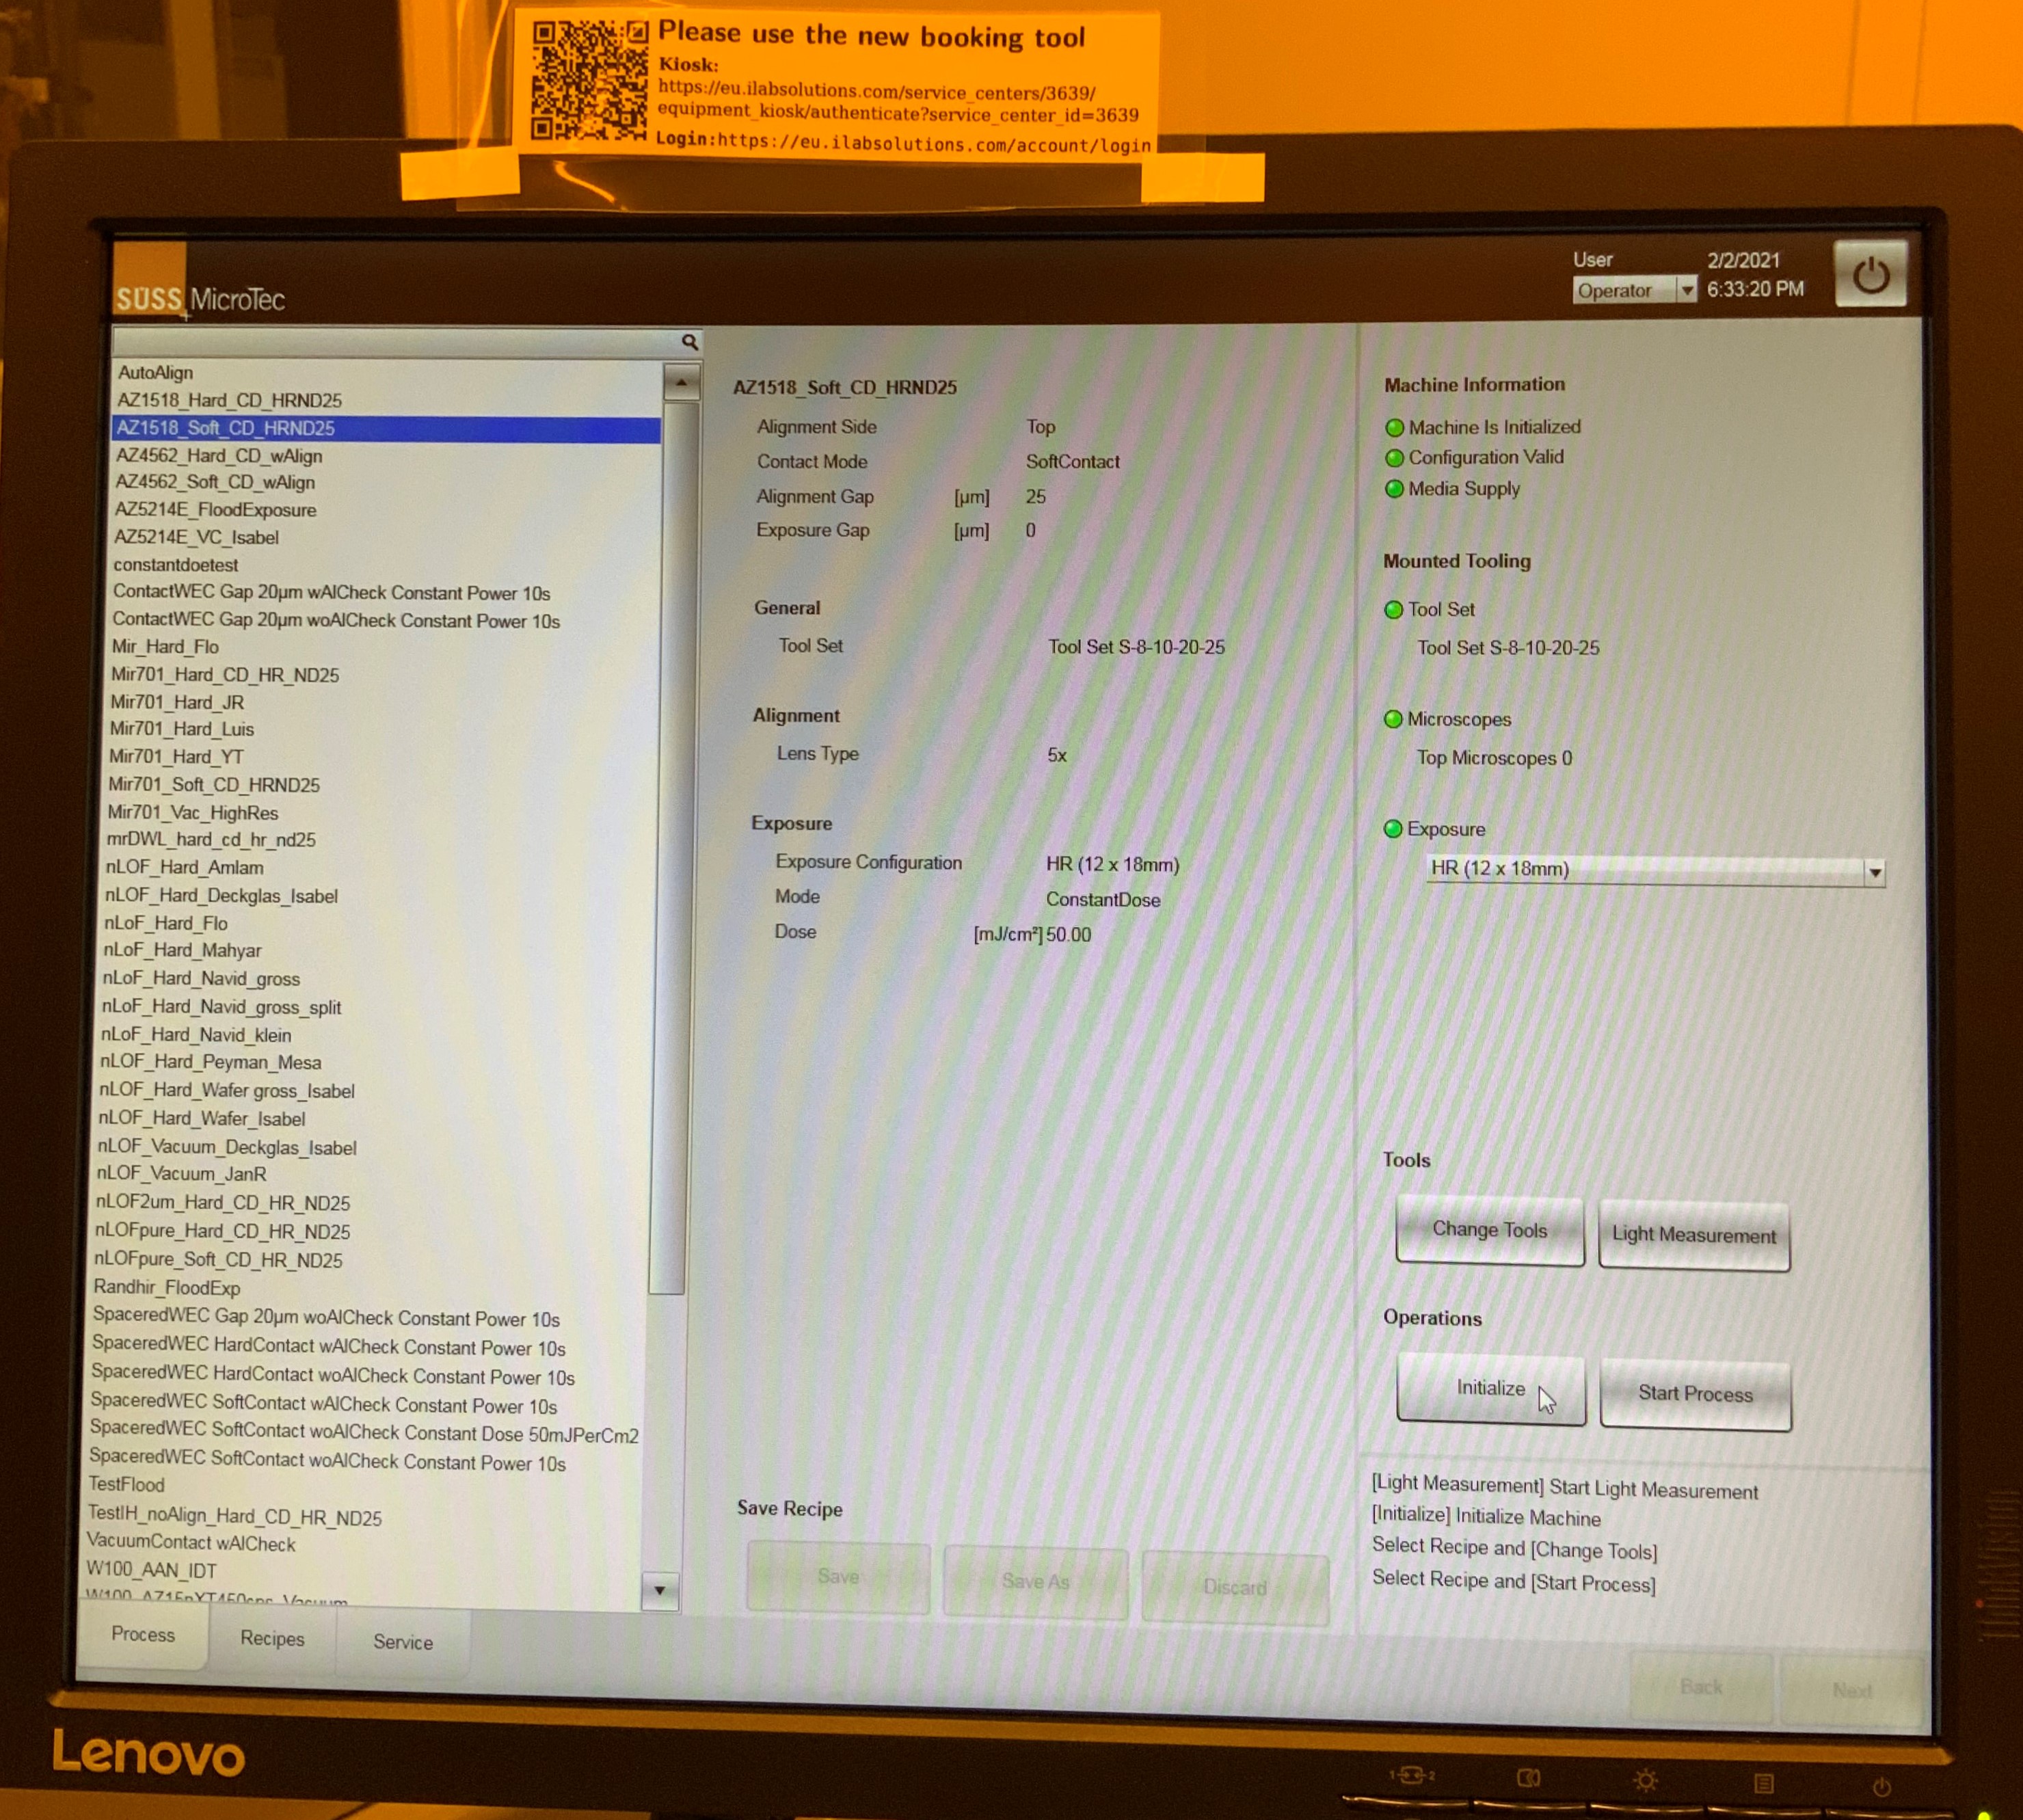 Please use the new booking tool
Kiosk:
https://eu.ilabsolutions.com/service_centers/3639/
equipment_kiosk/authenticate?service_center_id=3639
Login:https://eu.ilabsolutions.com/account/login
SÜSS MicroTec
User
Operator
2/2/2021
6:33:20 PM
AutoAlign
AZ1518_Hard_CD_HRND25
AZ1518_Soft_CD_HRND25
AZ4562_Hard_CD_wAlign
AZ4562_Soft_CD_wAlign
AZ5214E_FloodExposure
AZ5214E_VC_Isabel
constantdoetest
ContactWEC Gap 20µm wAlCheck Constant Power 10s
ContactWEC Gap 20µm woAlCheck Constant Power 10s
Mir_Hard_Flo
Mir701_Hard_CD_HR_ND25
Mir701_Hard_JR
Mir701_Hard_Luis
Mir701_Hard_YT
Mir701_Soft_CD_HRND25
Mir701_Vac_HighRes
mrDWL_hard_cd_hr_nd25
nLOF_Hard_Amlam
nLOF_Hard_Deckglas_Isabel
nLoF_Hard_Flo
nLoF_Hard_Mahyar
nLoF_Hard_Navid_gross
nLoF_Hard_Navid_gross_split
nLoF_Hard_Navid_klein
nLOF_Hard_Peyman_Mesa
nLOF_Hard_Wafer gross_Isabel
nLOF_Hard_Wafer_Isabel
nLOF_Vacuum_Deckglas_Isabel
nLOF_Vacuum_JanR
nLOF2um_Hard_CD_HR_ND25
nLOFpure_Hard_CD_HR_ND25
nLOFpure_Soft_CD_HR_ND25
Randhir_FloodExp
SpaceredWEC Gap 20µm woAlCheck Constant Power 10s
SpaceredWEC HardContact wAlCheck Constant Power 10s
SpaceredWEC HardContact woAlCheck Constant Power 10s
SpaceredWEC SoftContact wAlCheck Constant Power 10s
SpaceredWEC SoftContact woAlCheck Constant Dose 50mJPerCm2
SpaceredWEC SoftContact woAlCheck Constant Power 10s
TestFlood
TestIH_noAlign_Hard_CD_HR_ND25
VacuumContact wAlCheck
W100_AAN_IDT
Process
Recipes
Service
AZ1518_Soft_CD_HRND25
Alignment Side Top
Contact Mode SoftContact
Alignment Gap [µm] 25
Exposure Gap [µm] 0
General
Tool Set Tool Set S-8-10-20-25
Alignment
Lens Type 5x
Exposure
Exposure Configuration HR (12 x 18mm)
Mode ConstantDose
Dose [mJ/cm²] 50.00
Save Recipe
Save
Save As
Discard
Machine Information
Machine Is Initialized
Configuration Valid
Media Supply
Mounted Tooling
Tool Set
Tool Set S-8-10-20-25
Microscopes
Top Microscopes 0
Exposure
HR (12 x 18mm)
Tools
Change Tools
Light Measurement
Operations
Initialize
Start Process
[Light Measurement] Start Light Measurement
[Initialize] Initialize Machine
Select Recipe and [Change Tools]
Select Recipe and [Start Process]
Back
Next
Lenovo